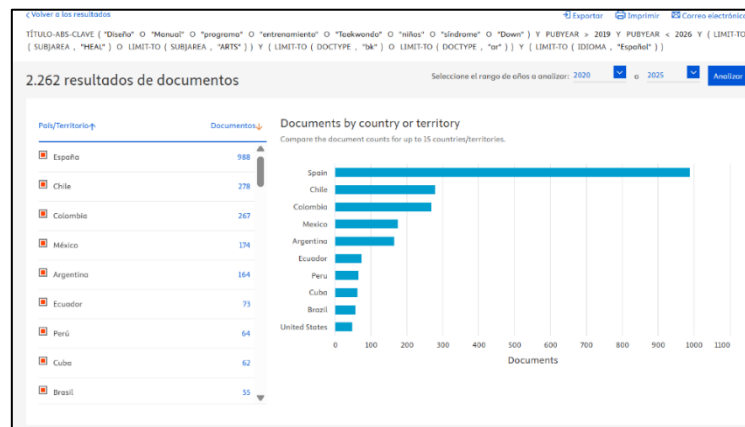 Volver a los resultados
Exportar Imprimir Correo electrónico
TÍTULO-ABS-CLAVE ( "Diseño" O "Manual" O "programa" O "entrenamiento" O "Teekwondo" O "niños" O "síndrome" O "Down" ) Y PUBYEAR > 2019 Y PUBYEAR < 2026 Y ( LIMIT-TO
( SUBJAREA , "HEAL" ) O LIMIT-TO ( SUBJAREA , "ARTS" ) ) Y ( LIMIT-TO ( DOCTYPE , "bk" ) O LIMIT-TO ( DOCTYPE , "ar" ) ) Y ( LIMIT-TO ( IDIOMA , "Español" ) )
2.262 resultados de documentos
Seleccione el rango de años a analizar: 2020 a 2025 Analizar
País/Territorio Documentos
España 988
Chile 278
Colombia 267
México 174
Argentina 164
Ecuador 73
Perú 64
Cuba 62
Brasil 55
Documents by country or territory
Compare the document counts for up to 15 countries/territories.
Spain
Chile
Colombia
Mexico
Argentina
Ecuador
Peru
Cuba
Brazil
United States
0 100 200 300 400 500 600 700 800 900 1000 1100
Documents